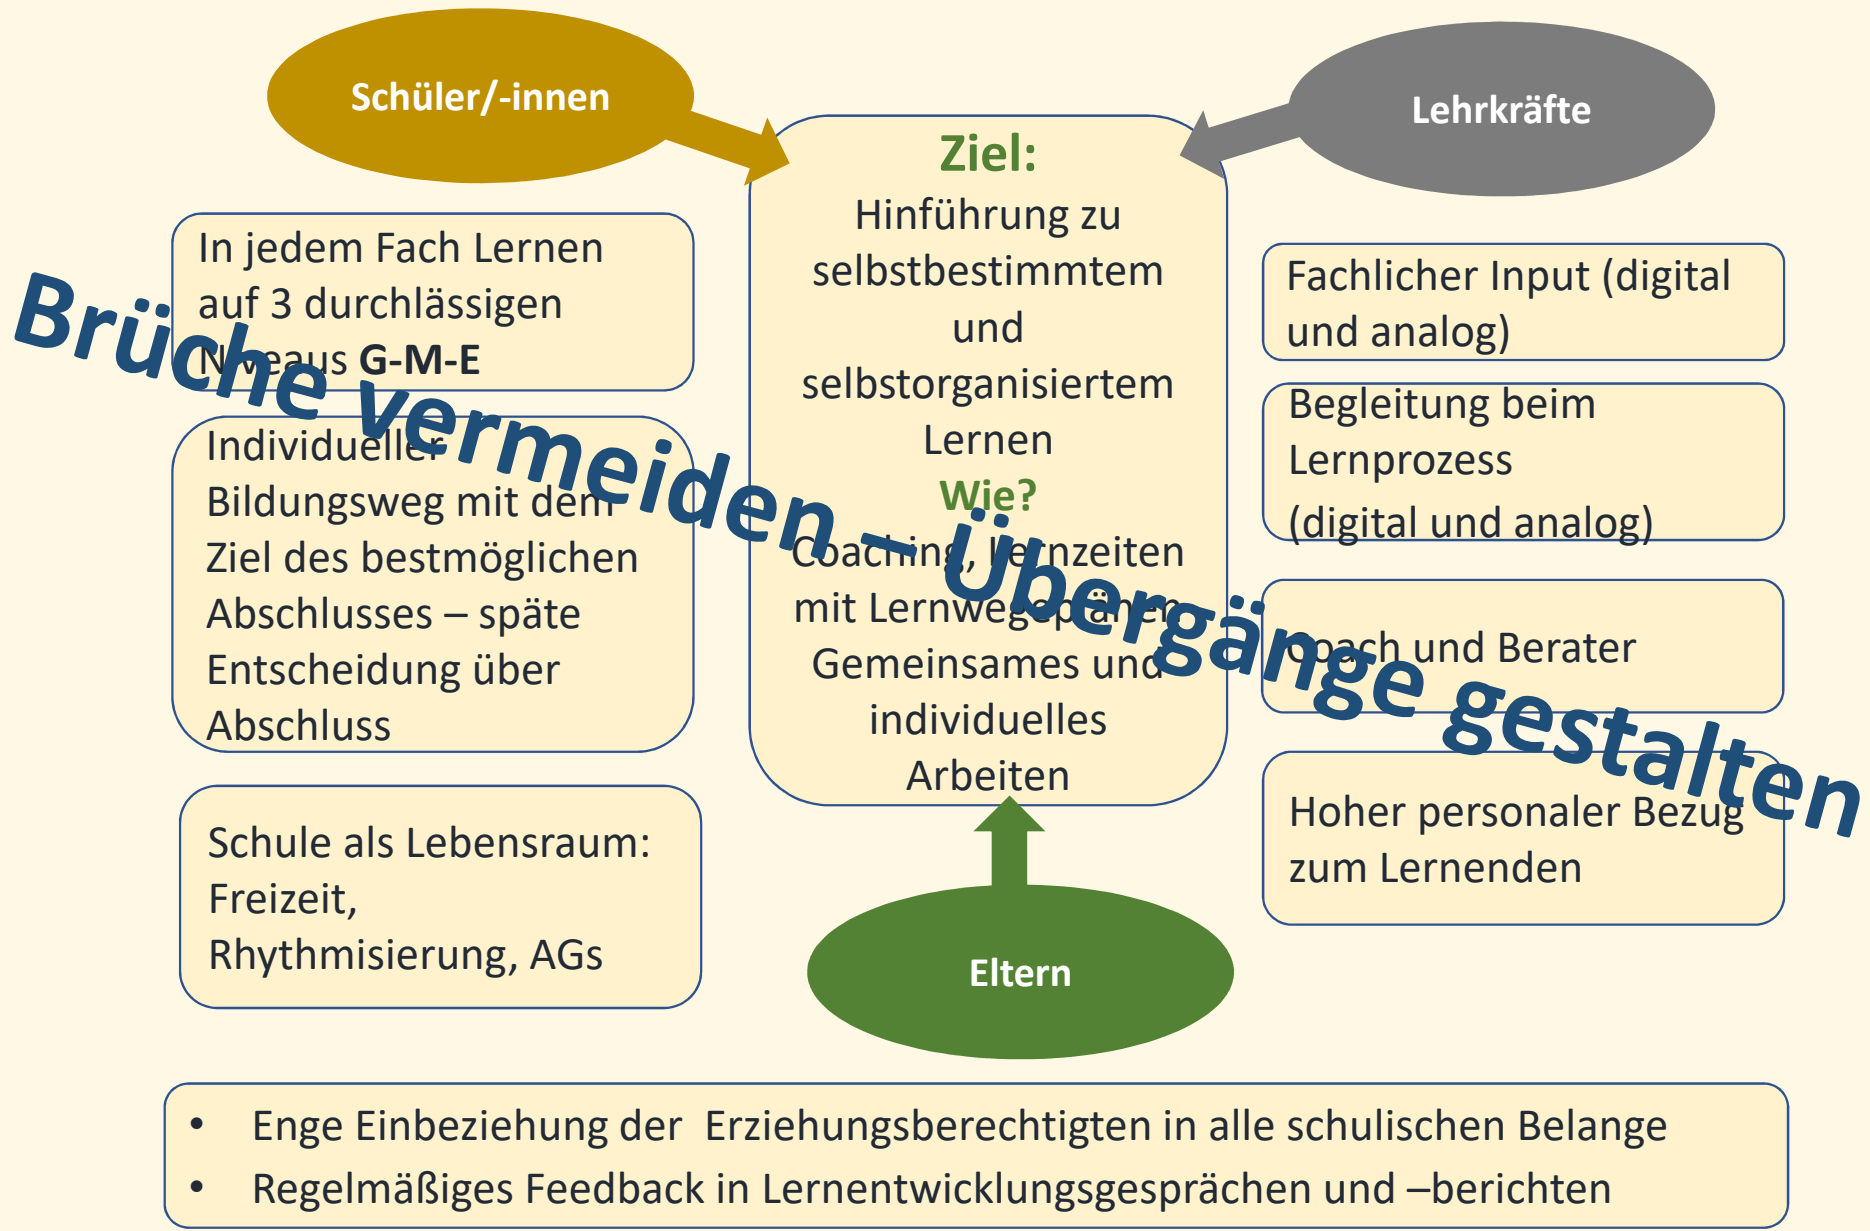 Schüler/-innen
In jedem Fach Lernen
auf 3 durchlässigen
Niveaus G-M-E
Individueller
Bildungsweg mit dem
Ziel des bestmöglichen
Abschlusses – späte
Entscheidung über
Abschluss
Schule als Lebensraum:
Freizeit,
Rhythmisierung, AGs
Ziel:
Hinführung zu
selbstbestimmtem
und
selbstorganisiertem
Lernen
Wie?
Coaching, Lernzeiten
mit Lernwegeplänen
Gemeinsames und
individuelles
Arbeiten
Lehrkräfte
Fachlicher Input (digital
und analog)
Begleitung beim
Lernprozess
(digital und analog)
Coach und Berater
Hoher personaler Bezug
zum Lernenden
Eltern
• Enge Einbeziehung der Erziehungsberechtigten in alle schulischen Belange
• Regelmäßiges Feedback in Lernentwicklungsgesprächen und –berichten
Brüche vermeiden – Übergänge gestalten